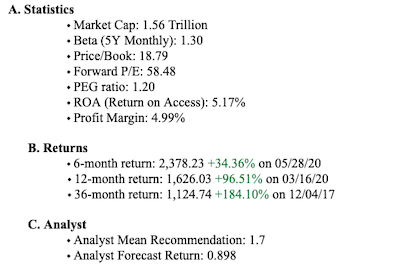 A. Statistics
• Market Cap: 1.56 Trillion
• Beta (5Y Monthly): 1.30
• Price/Book: 18.79
• Forward P/E: 58.48
• PEG ratio: 1.20
• ROA (Return on Access): 5.17%
• Profit Margin: 4.99%
B. Returns
• 6-month return: 2,378.23 +34.36% on 05/28/20
• 12-month return: 1,626.03 +96.51% on 03/16/20
• 36-month return: 1,124.74 +184.10% on 12/04/17
C. Analyst
• Analyst Mean Recommendation: 1.7
• Analyst Forecast Return: 0.898